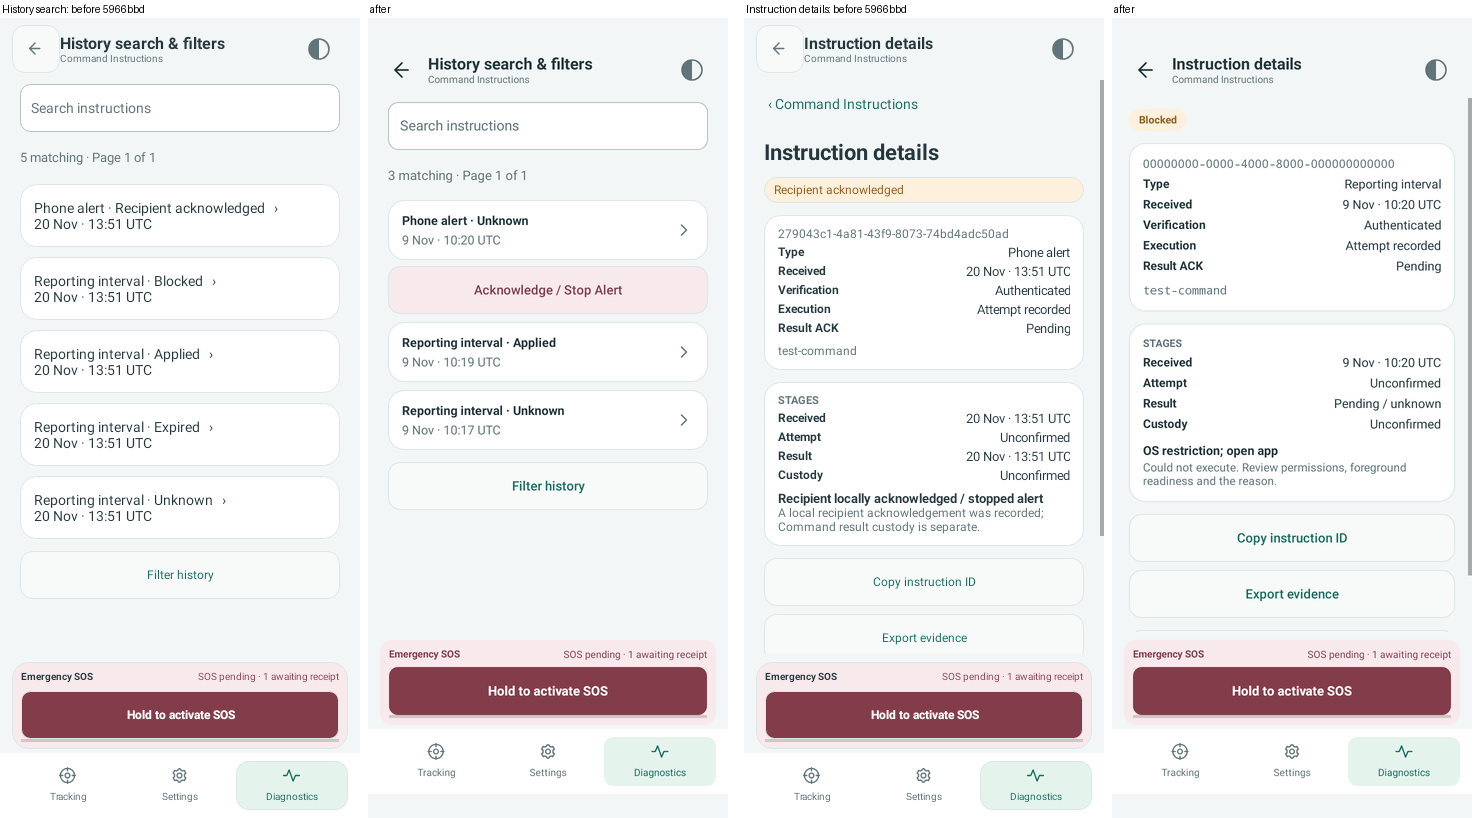 History search: before 5966bbd
History search & filters
Command Instructions
Search instructions
5 matching · Page 1 of 1
Phone alert · Recipient acknowledged ›
20 Nov · 13:51 UTC
Reporting interval · Blocked ›
20 Nov · 13:51 UTC
Reporting interval · Applied ›
20 Nov · 13:51 UTC
Reporting interval · Expired ›
20 Nov · 13:51 UTC
Reporting interval · Unknown ›
20 Nov · 13:51 UTC
Filter history
Emergency SOS SOS pending · 1 awaiting receipt
Hold to activate SOS
Tracking Settings Diagnostics
after
History search & filters
Command Instructions
Search instructions
3 matching · Page 1 of 1
Phone alert · Unknown
9 Nov · 10:20 UTC
Acknowledge / Stop Alert
Reporting interval · Applied
9 Nov · 10:19 UTC
Reporting interval · Unknown
9 Nov · 10:17 UTC
Filter history
Emergency SOS SOS pending · 1 awaiting receipt
Hold to activate SOS
Tracking Settings Diagnostics
Instruction details: before 5966bbd
Instruction details
Command Instructions
‹ Command Instructions
Instruction details
Recipient acknowledged
279043c1-4a81-43f9-8073-74bd4adc50ad
Type Phone alert
Received 20 Nov · 13:51 UTC
Verification Authenticated
Execution Attempt recorded
Result ACK Pending
test-command
STAGES
Received 20 Nov · 13:51 UTC
Attempt Unconfirmed
Result 20 Nov · 13:51 UTC
Custody Unconfirmed
Recipient locally acknowledged / stopped alert
A local recipient acknowledgement was recorded;
Command result custody is separate.
Copy instruction ID
Export evidence
Emergency SOS SOS pending · 1 awaiting receipt
Hold to activate SOS
Tracking Settings Diagnostics
after
Instruction details
Command Instructions
Blocked
00000000-0000-4000-8000-000000000000
Type Reporting interval
Received 9 Nov · 10:20 UTC
Verification Authenticated
Execution Attempt recorded
Result ACK Pending
test-command
STAGES
Received 9 Nov · 10:20 UTC
Attempt Unconfirmed
Result Pending / unknown
Custody Unconfirmed
OS restriction; open app
Could not execute. Review permissions, foreground
readiness and the reason.
Copy instruction ID
Export evidence
Emergency SOS SOS pending · 1 awaiting receipt
Hold to activate SOS
Tracking Settings Diagnostics